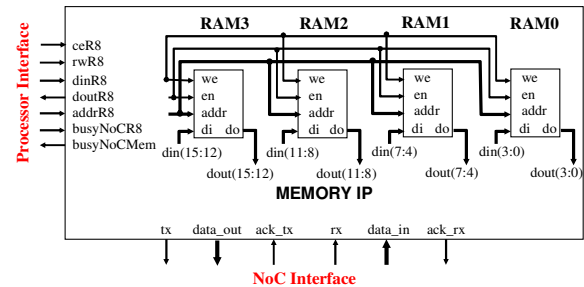 RAM3 RAM2 RAM1 RAM0
Processor Interface
ceR8
rwR8
dinR8
doutR8
addrR8
busyNoCR8
busyNoCMem
we
en
addr
di do
we
en
addr
di do
we
en
addr
di do
we
en
addr
di do
din(15:12) din(11:8) din(7:4) din(3:0)
dout(15:12) dout(11:8) dout(7:4) dout(3:0)
MEMORY IP
tx data_out ack_tx rx data_in ack_rx
NoC Interface